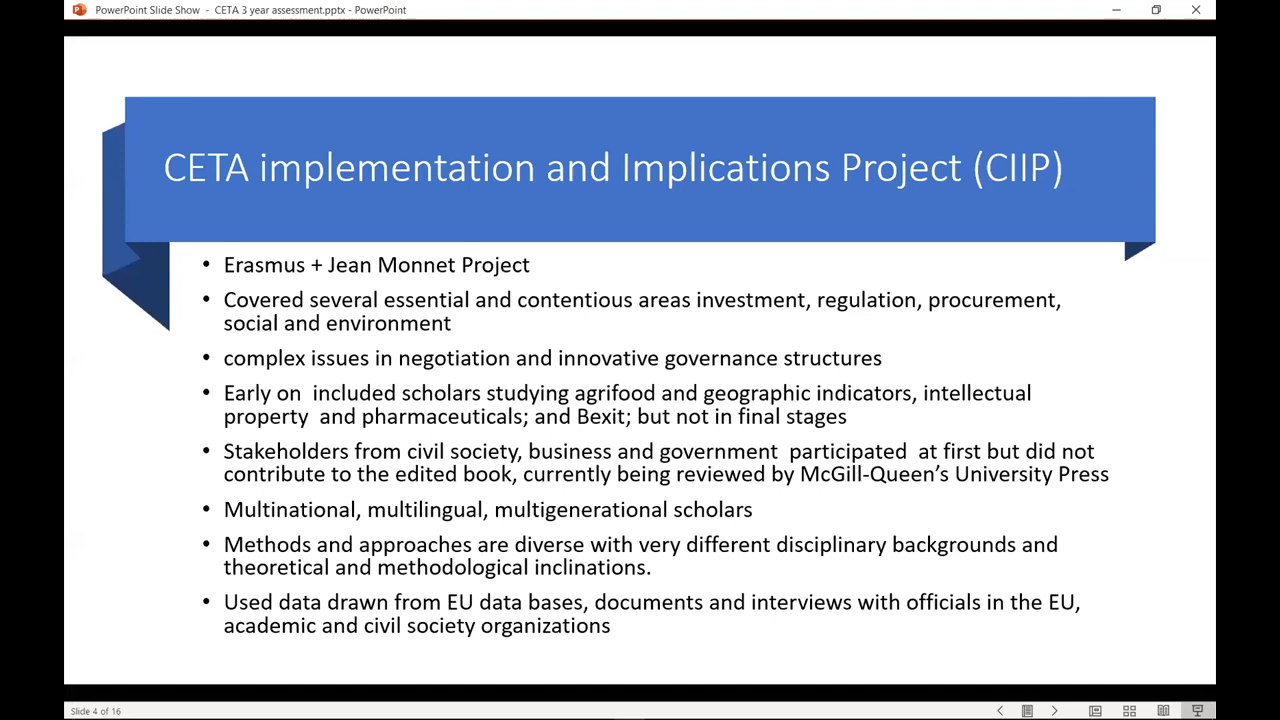 PowerPoint Slide Show - CETA 3 year assessment.pptx - PowerPoint
CETA implementation and Implications Project (CIIP)
• Erasmus + Jean Monnet Project
• Covered several essential and contentious areas investment, regulation, procurement,
social and environment
• complex issues in negotiation and innovative governance structures
• Early on included scholars studying agrifood and geographic indicators, intellectual
property and pharmaceuticals; and Bexit; but not in final stages
• Stakeholders from civil society, business and government participated at first but did not
contribute to the edited book, currently being reviewed by McGill-Queen’s University Press
• Multinational, multilingual, multigenerational scholars
• Methods and approaches are diverse with very different disciplinary backgrounds and
theoretical and methodological inclinations.
• Used data drawn from EU data bases, documents and interviews with officials in the EU,
academic and civil society organizations
Slide 4 of 16